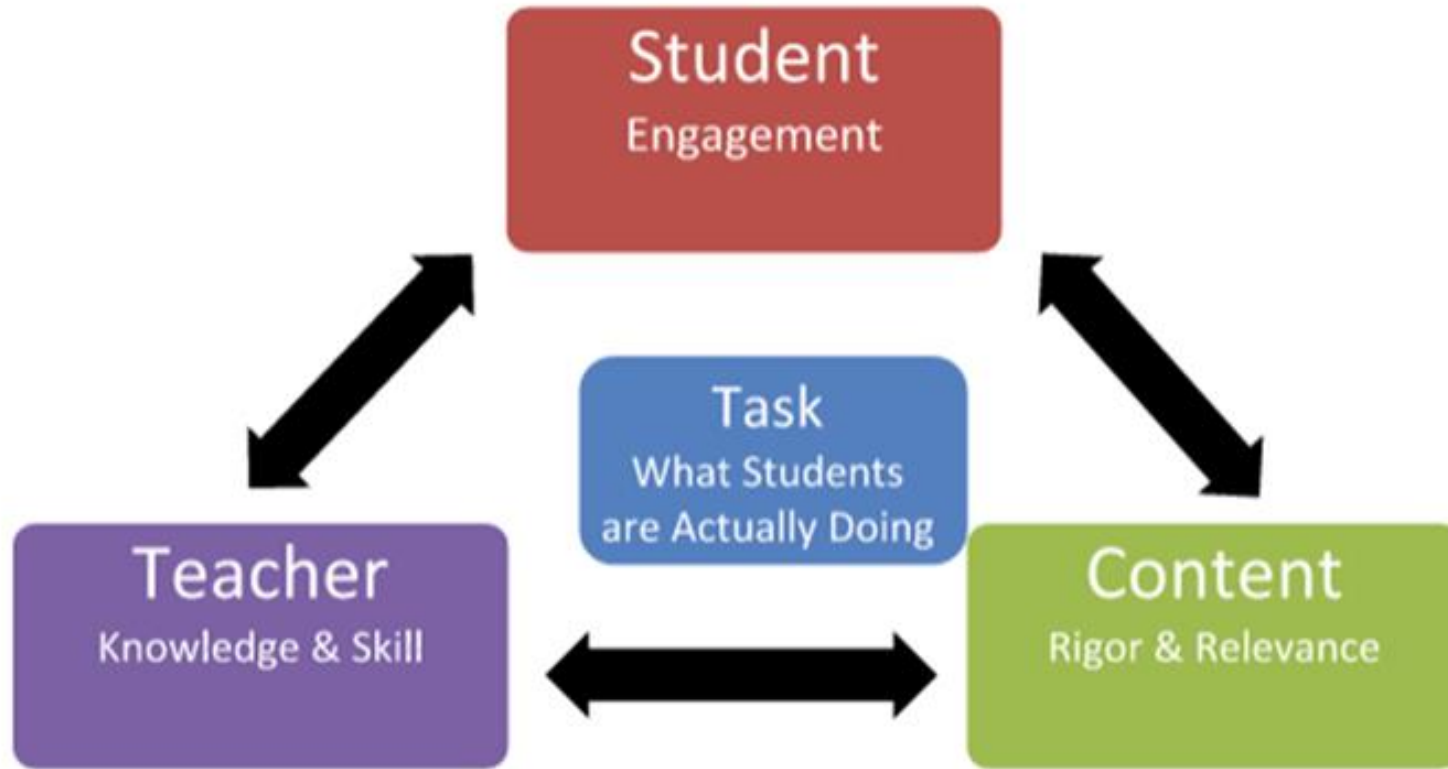 Student
Engagement
Task
What Students
are Actually Doing
Teacher
Knowledge & Skill
Content
Rigor & Relevance